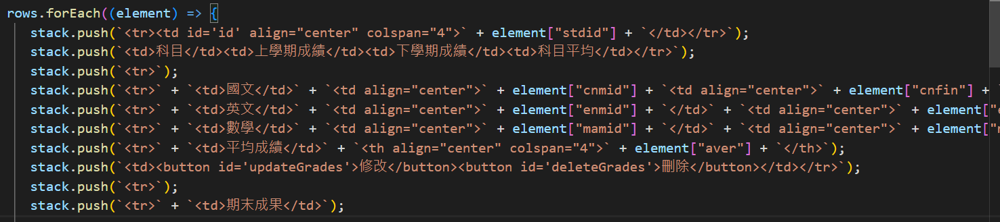 rows.forEach((element) => {
stack.push(`<tr><td id='id' align="center" colspan="4">` + element["stdid"] + `</td></tr>`);
stack.push(`<td>科目</td><td>上學期成績</td><td>下學期成績</td><td>科目平均</td></tr>`);
stack.push(`<tr>`);
stack.push(`<tr>` + `<td>國文</td>` + `<td align="center">` + element["cnmid"] + `<td align="center">` + element["cnfin"] + `
stack.push(`<tr>` + `<td>英文</td>` + `<td align="center">` + element["enmid"] + `</td>` + `<td align="center">` + element["e
stack.push(`<tr>` + `<td>數學</td>` + `<td align="center">` + element["mamid"] + `</td>` + `<td align="center">` + element["m
stack.push(`<tr>` + `<td>平均成績</td>` + `<th align="center" colspan="4">` + element["aver"] + `</th>`);
stack.push(`<td><button id='updateGrades'>修改</button><button id='deleteGrades'>刪除</button></td></tr>`);
stack.push(`<tr>`);
stack.push(`<tr>` + `<td>期末成果</td>`);